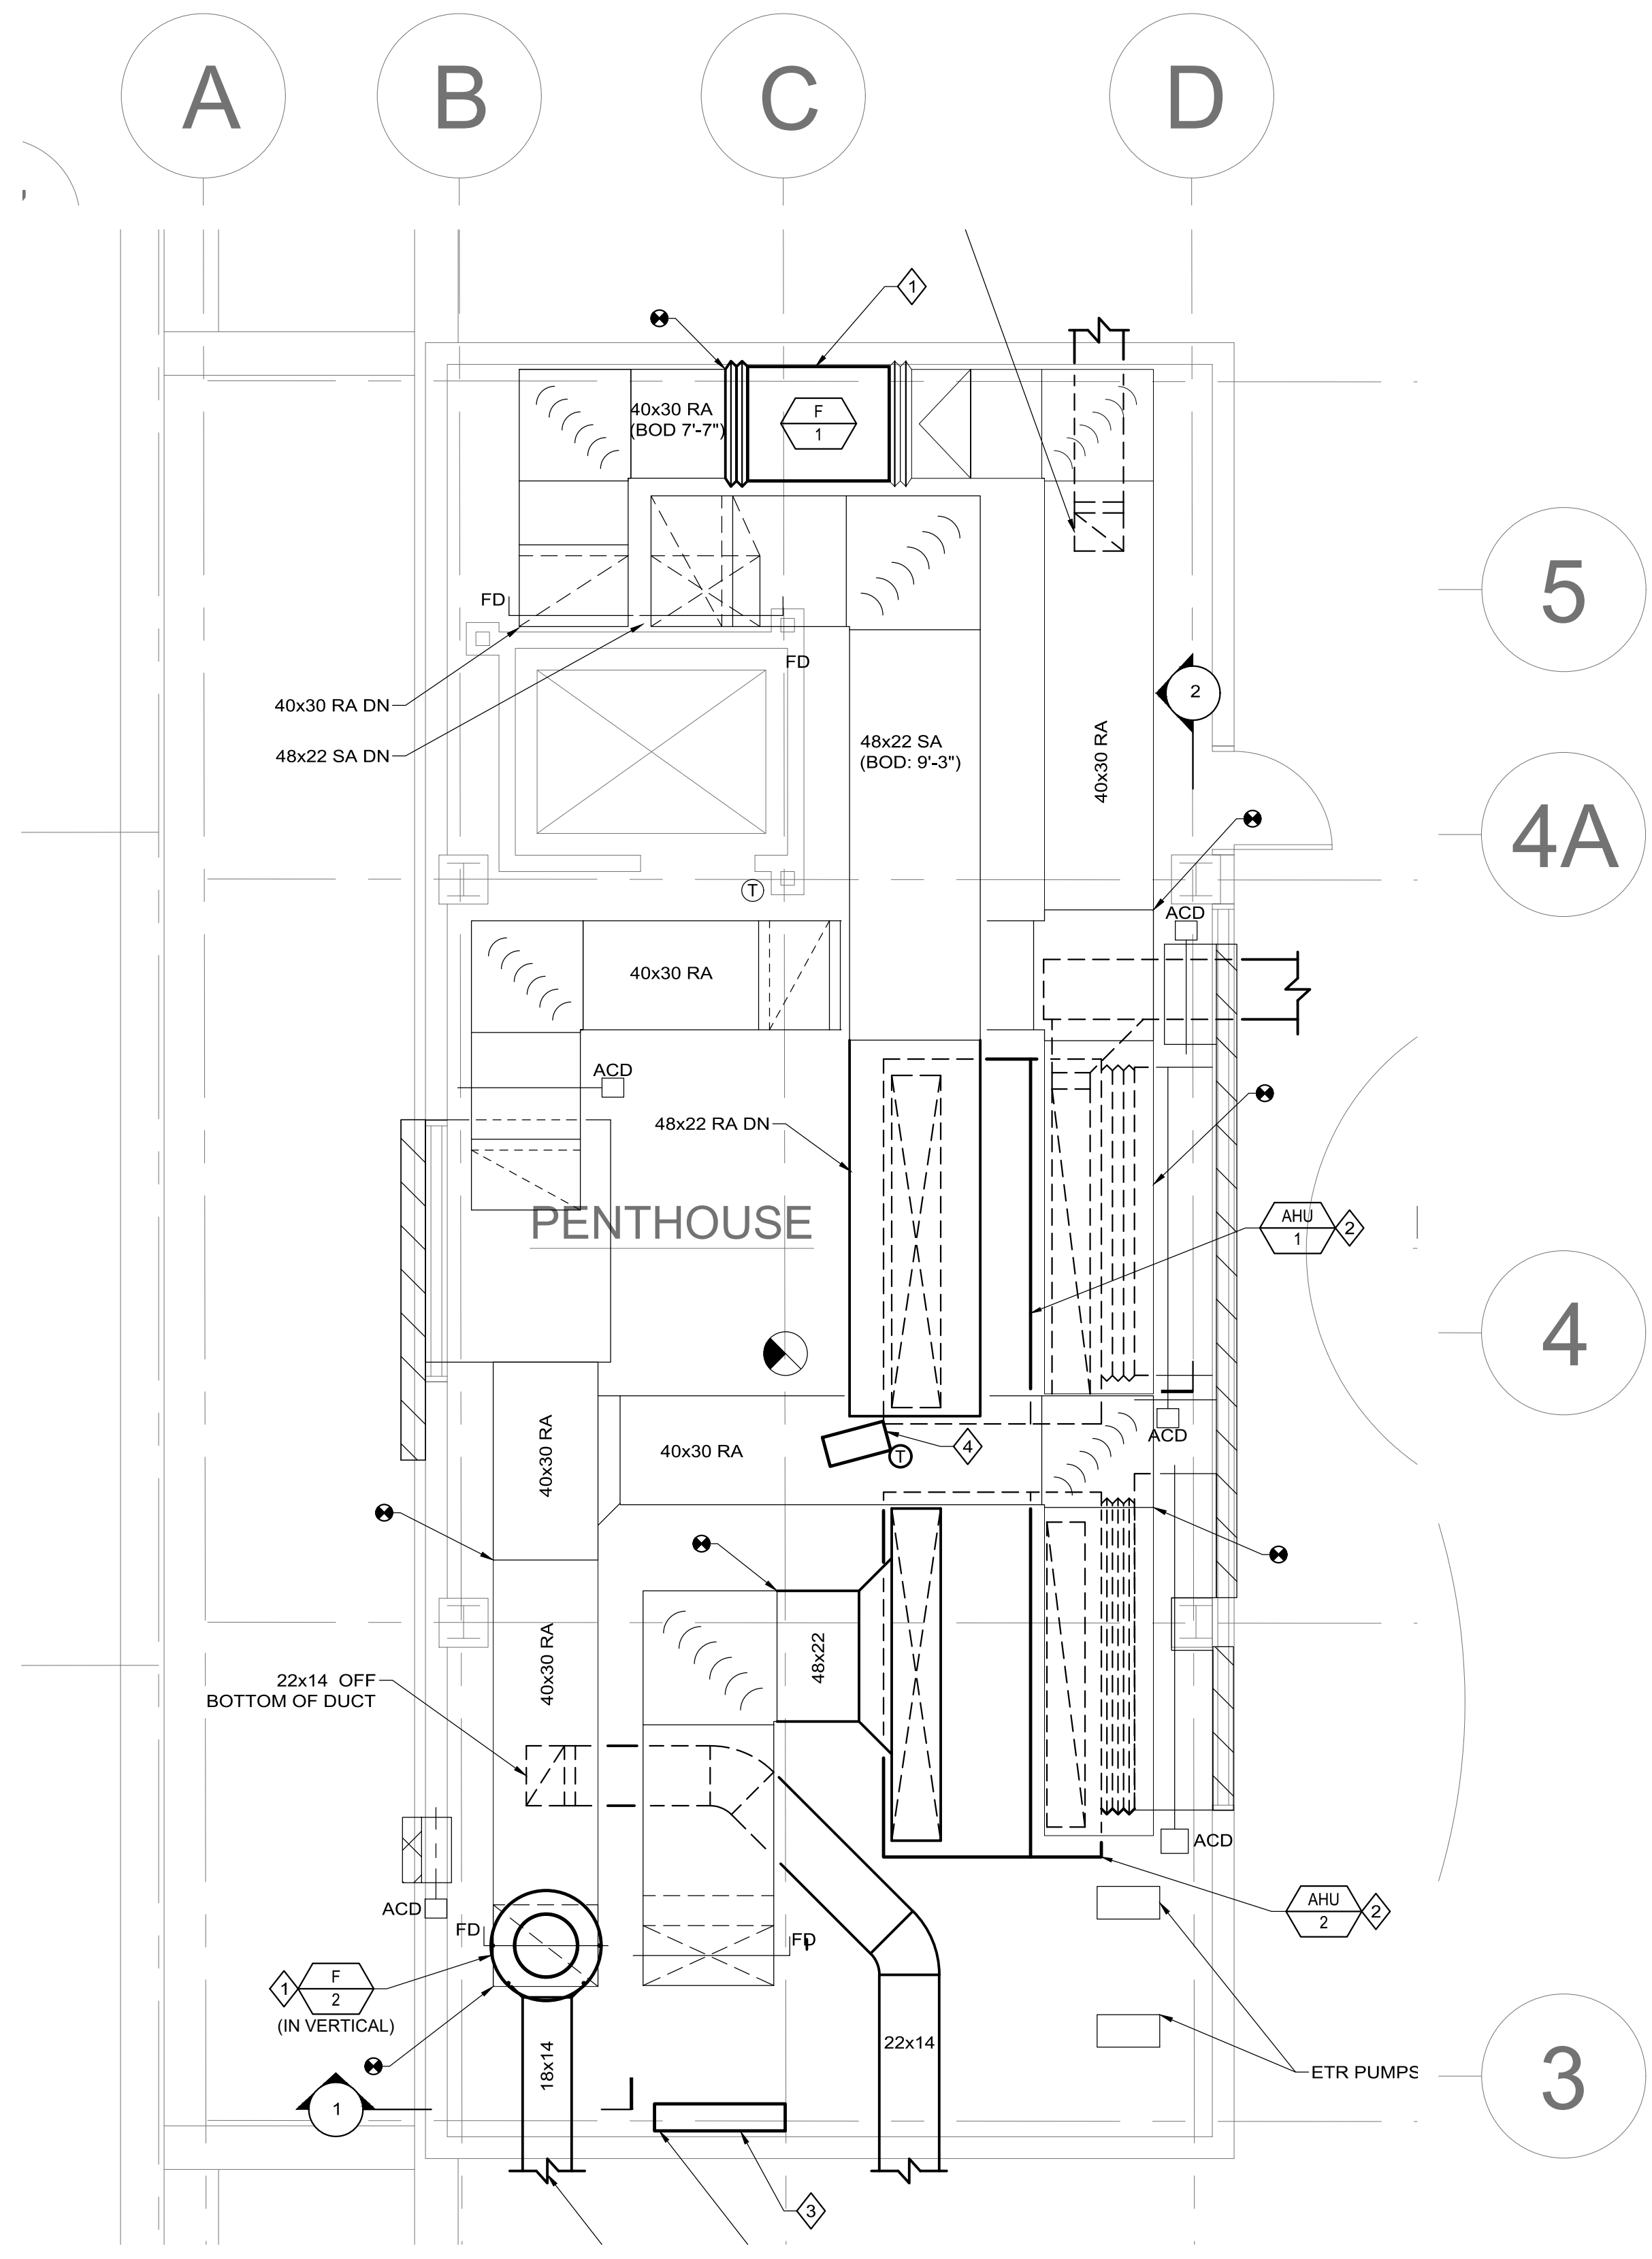 A
B
C
D
1
40x30 RA
(BOD 7'-7")
F
1
5
FD
FD
40x30 RA DN
48x22 SA DN
48x22 SA
(BOD: 9'-3")
40x30 RA
2
4A
T
ACD
40x30 RA
ACD
48x22 RA DN
PENTHOUSE
AHU
1
2
4
ACD
40x30 RA
40x30 RA
4
T
40x30 RA
48x22
22x14 OFF
BOTTOM OF DUCT
ACD
ACD
FD
FD
AHU
2
2
1
F
2
(IN VERTICAL)
18x14
22x14
ETR PUMPS
3
1
3